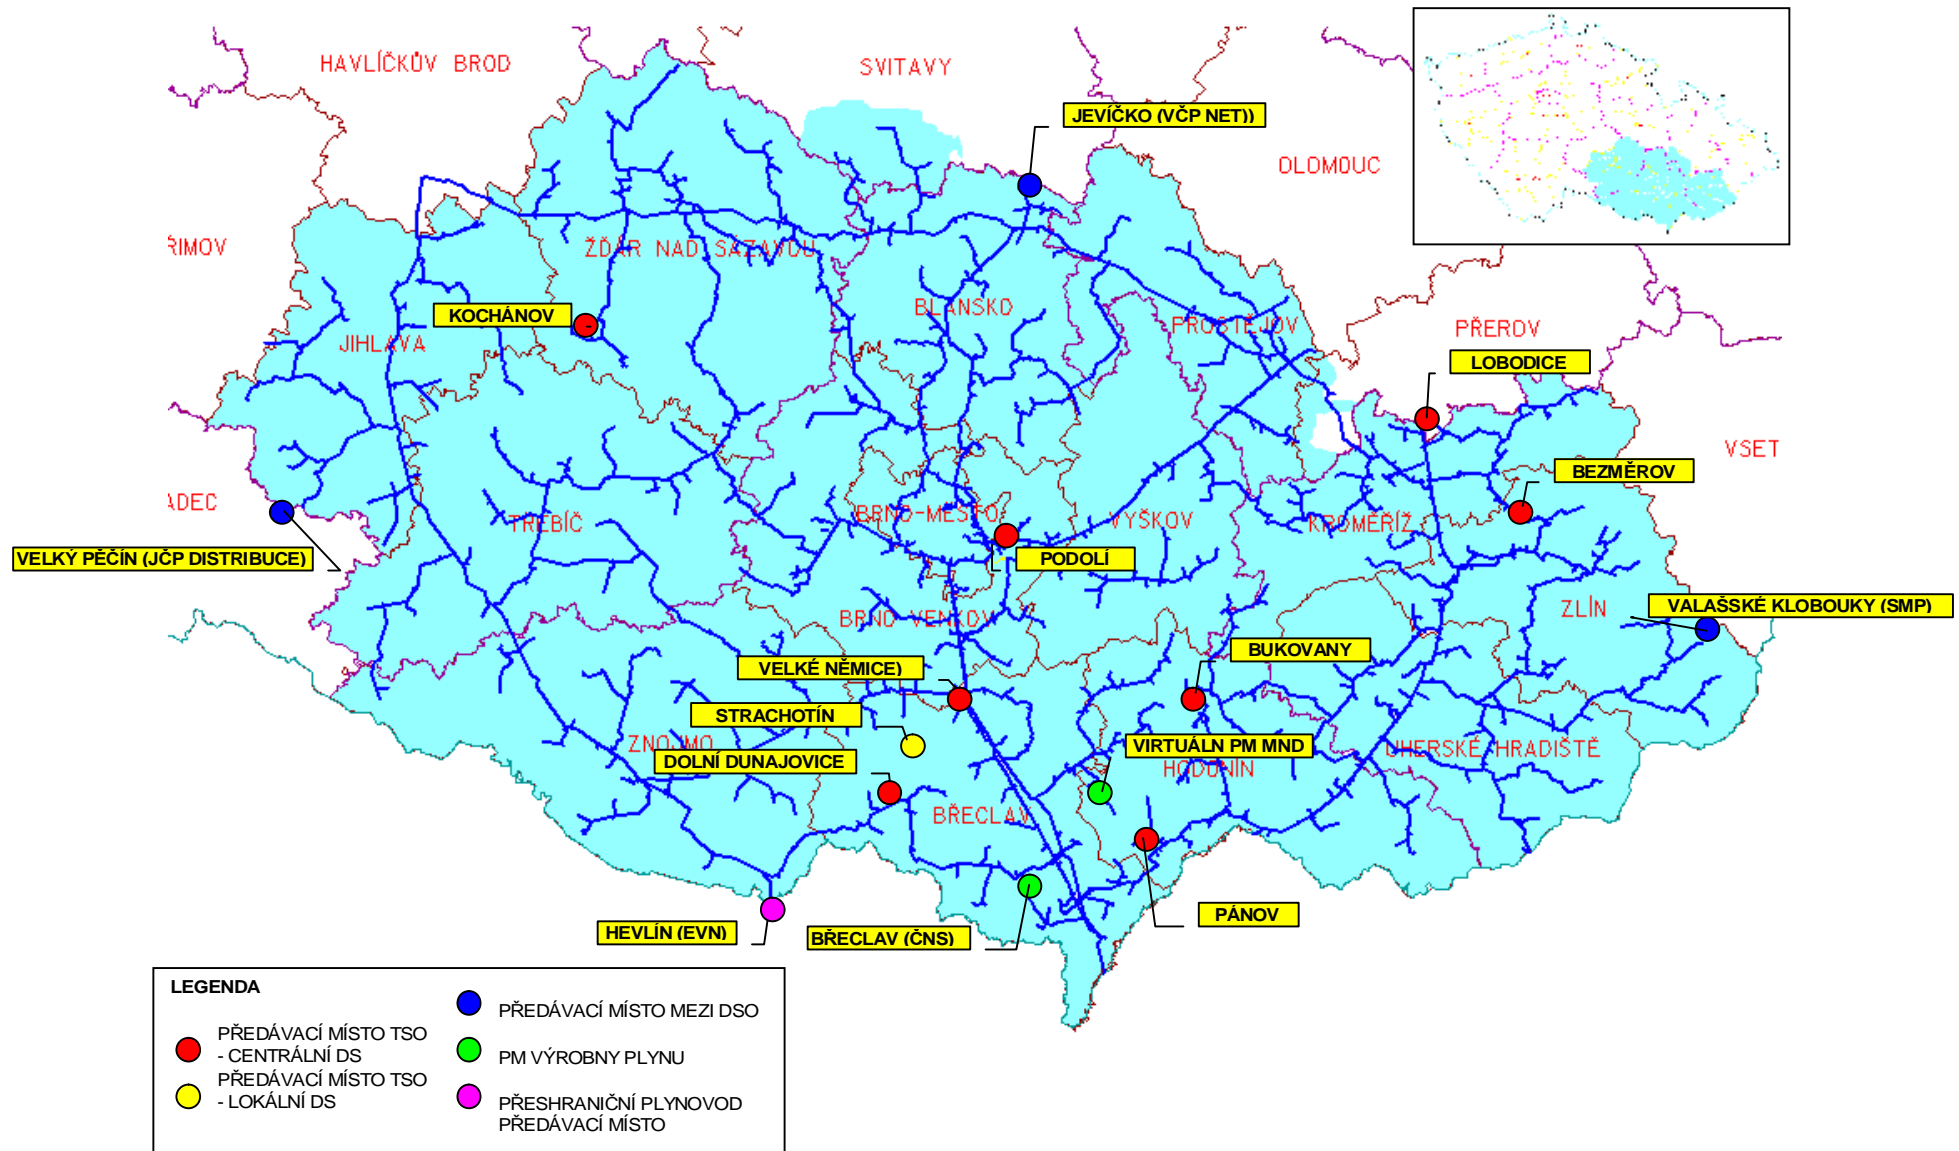 HAVLÍČKŮV BROD
SVITAVY
JEVÍČKO (VČP NET))
OLOMOUC
ŘIMOV
ŽĎÁR NAD SÁZAVOU
KOCHÁNOV
BLANSKO
PROSTĚJOV
PŘEROV
JIHLAVA
LOBODICE
VSET
BEZMĚROV
ADEC
TŘEBÍČ
BRNO-MĚSTO
VYŠKOV
KROMĚŘÍŽ
VELKÝ PĚČÍN (JČP DISTRIBUCE)
PODOLÍ
ZLÍN
VALAŠSKÉ KLOBOUKY (SMP)
BRNO VENKOV
BUKOVANY
VELKÉ NĚMICE)
STRACHOTÍN
ZNOJMO
VIRTUÁLN PM MND
UHERSKÉ HRADIŠTĚ
DOLNÍ DUNAJOVICE
HODONÍN
BŘECLAV
PÁNOV
HEVLÍN (EVN)
BŘECLAV (ČNS)
LEGENDA
PŘEDÁVACÍ MÍSTO TSO
- CENTRÁLNÍ DS
PŘEDÁVACÍ MÍSTO TSO
- LOKÁLNÍ DS
PŘEDÁVACÍ MÍSTO MEZI DSO
PM VÝROBNY PLYNU
PŘESHRANIČNÍ PLYNOVOD
PŘEDÁVACÍ MÍSTO